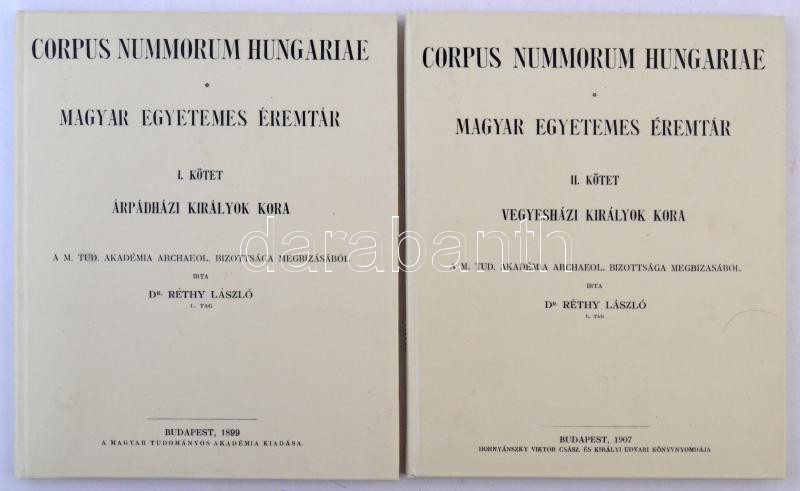 CORPUS NUMMORUM HUNGARIAE
MAGYAR EGYETEMES ÉREMTÁR
I. KÖTET
ÁRPÁDHÁZI KIRÁLYOK KORA
A M. TUD. AKADÉMIA ARCHAEOL. BIZOTTSÁGA MEGBIZÁSÁBÓL
IRTA
DR. RÉTHY LÁSZLÓ
L. TAG
BUDAPEST, 1899
A MAGYAR TUDOMÁNYOS AKADÉMIA KIADÁSA.
CORPUS NUMMORUM HUNGARIAE
MAGYAR EGYETEMES ÉREMTÁR
II. KÖTET
VEGYESHÁZI KIRÁLYOK KORA
A M. TUD. AKADÉMIA ARCHAEOL. BIZOTTSÁGA MEGBIZASÁBÓL
ÍRTA
DR. RÉTHY LÁSZLÓ
L. TAG
BUDAPEST, 1907
HORNYÁNSZKY VIKTOR CSÁSZ. ÉS KIRÁLYI UDVARI KÖNYVNYOMDÁJA
darabanth